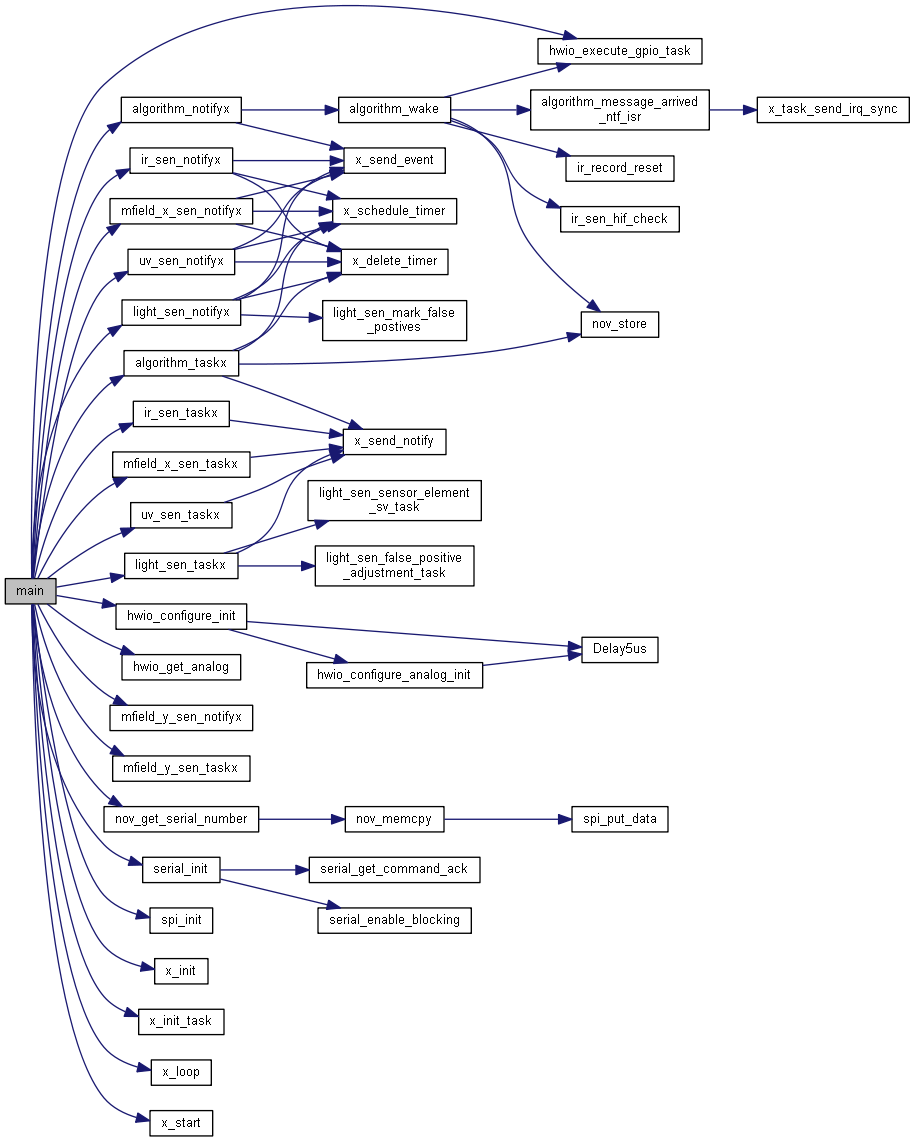 hwio_execute_gpio_task
algorithm_notifyx
algorithm_wake
algorithm_message_arrived
_ntf_isr
x_task_send_irq_sync
ir_sen_notifyx
x_send_event
ir_record_reset
mfield_x_sen_notifyx
x_schedule_timer
ir_sen_hif_check
uv_sen_notifyx
x_delete_timer
light_sen_notifyx
light_sen_mark_false
_postives
nov_store
algorithm_taskx
ir_sen_taskx
x_send_notify
mfield_x_sen_taskx
light_sen_sensor_element
_sv_task
uv_sen_taskx
light_sen_taskx
light_sen_false_positive
_adjustment_task
main
hwio_configure_init
Delay5us
hwio_get_analog
hwio_configure_analog_init
mfield_y_sen_notifyx
mfield_y_sen_taskx
nov_get_serial_number
nov_memcpy
spi_put_data
serial_init
serial_get_command_ack
spi_init
serial_enable_blocking
x_init
x_init_task
x_loop
x_start